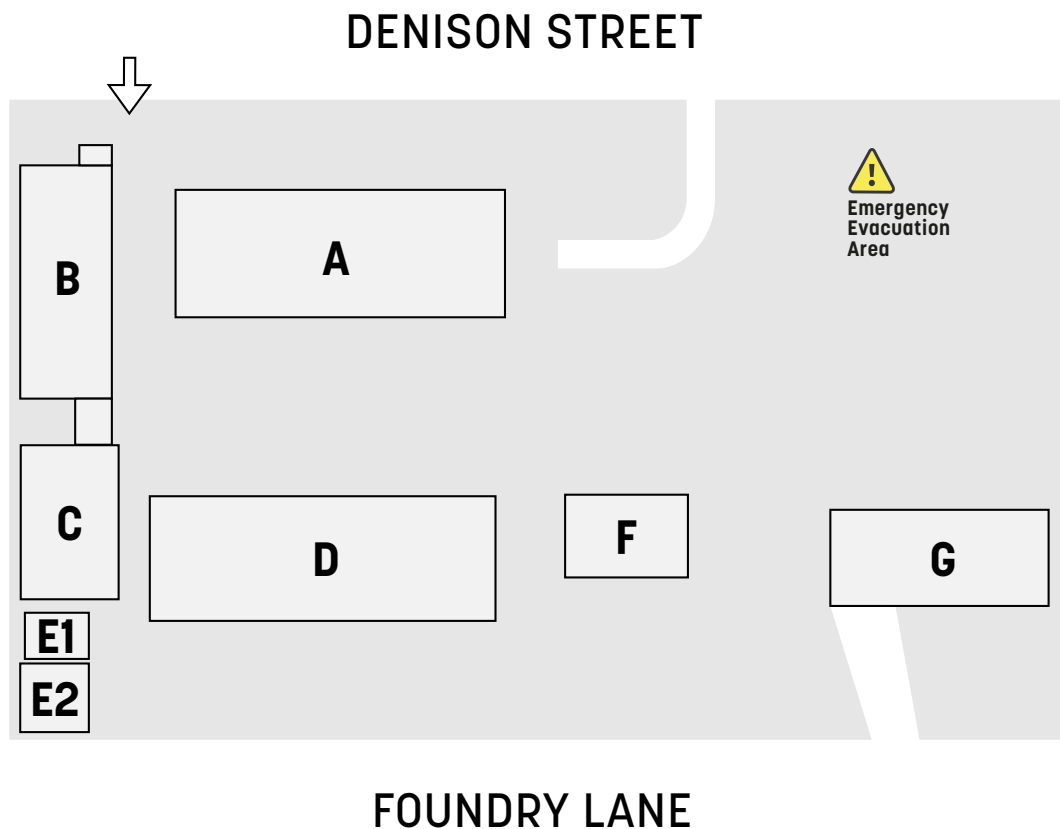 DENISON STREET
Emergency
Evacuation
Area
A
B
C
D
F
G
E1
E2
FOUNDRY LANE